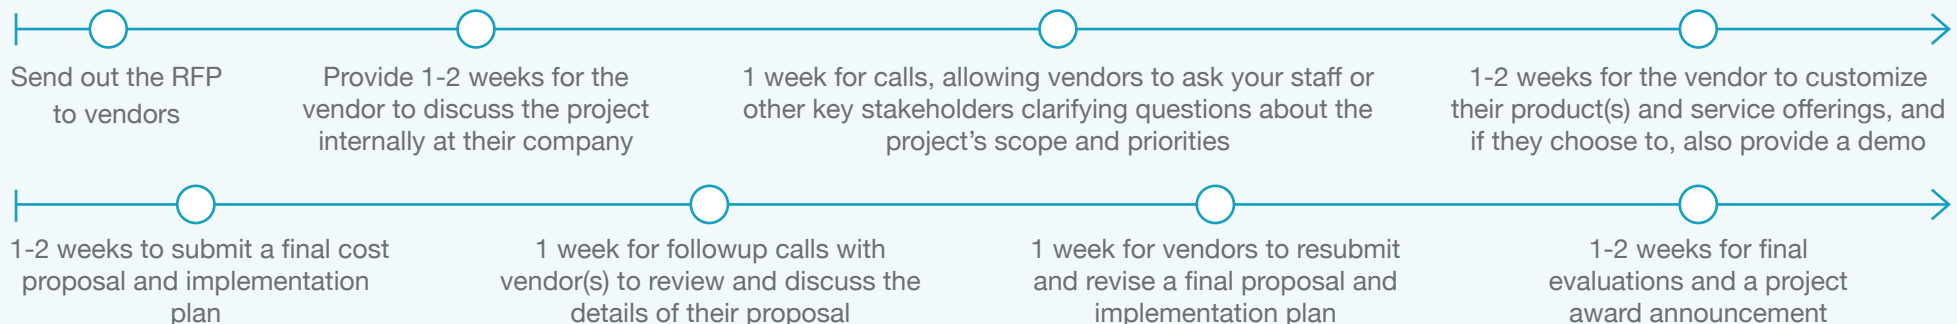 Send out the RFP
to vendors
Provide 1-2 weeks for the
vendor to discuss the project
internally at their company
1 week for calls, allowing vendors to ask your staff or
other key stakeholders clarifying questions about the
project’s scope and priorities
1-2 weeks for the vendor to customize
their product(s) and service offerings, and
if they choose to, also provide a demo
1-2 weeks to submit a final cost
proposal and implementation
plan
1 week for followup calls with
vendor(s) to review and discuss the
details of their proposal
1 week for vendors to resubmit
and revise a final proposal and
implementation plan
1-2 weeks for final
evaluations and a project
award announcement